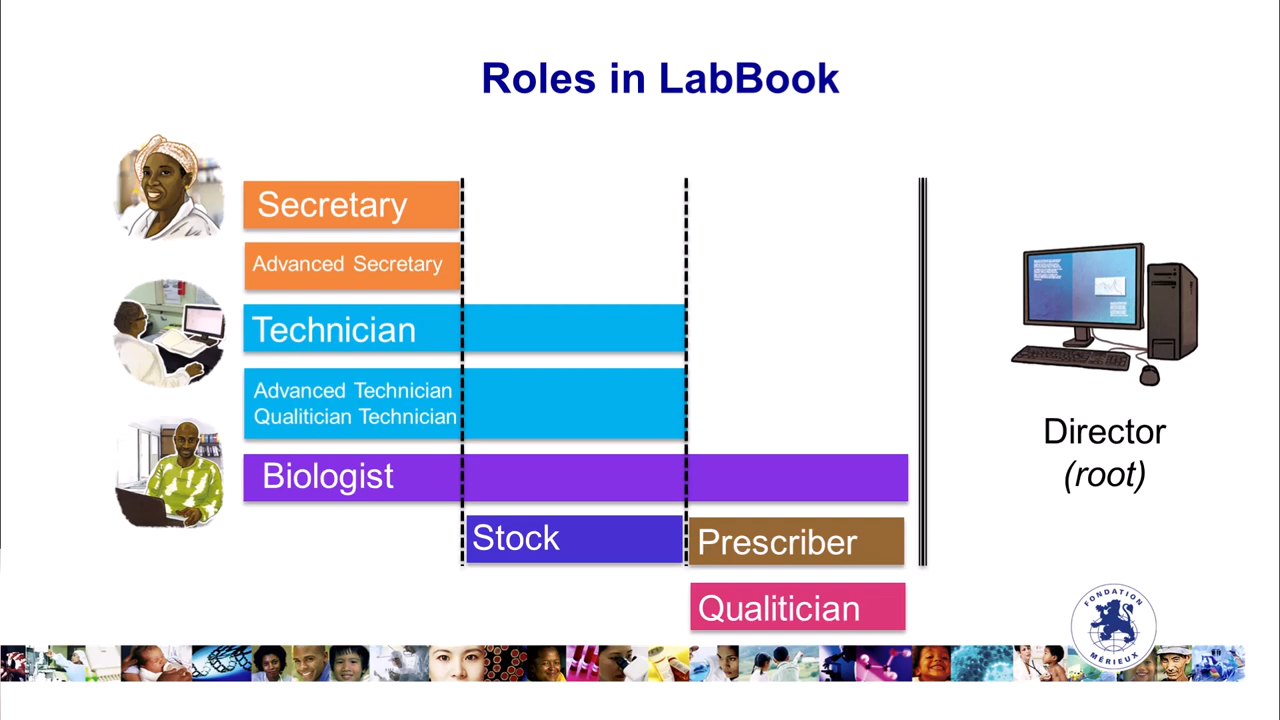 Roles in LabBook
Secretary
Advanced Secretary
Technician
Advanced Technician
Qualitician Technician
Biologist
Stock
Prescriber
Qualitician
Director
(root)
FONDATION
MÉRIEUX